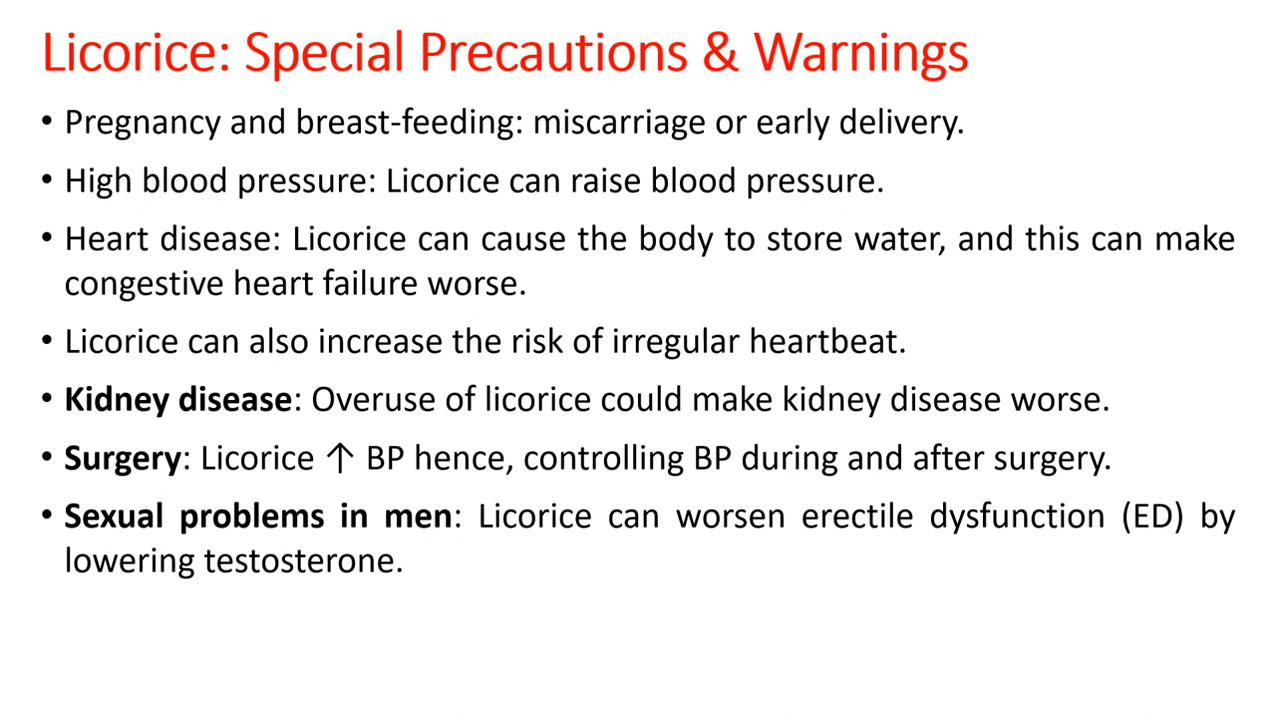 Licorice: Special Precautions & Warnings
• Pregnancy and breast-feeding: miscarriage or early delivery.
• High blood pressure: Licorice can raise blood pressure.
• Heart disease: Licorice can cause the body to store water, and this can make
congestive heart failure worse.
• Licorice can also increase the risk of irregular heartbeat.
• Kidney disease: Overuse of licorice could make kidney disease worse.
• Surgery: Licorice ↑ BP hence, controlling BP during and after surgery.
• Sexual problems in men: Licorice can worsen erectile dysfunction (ED) by
lowering testosterone.